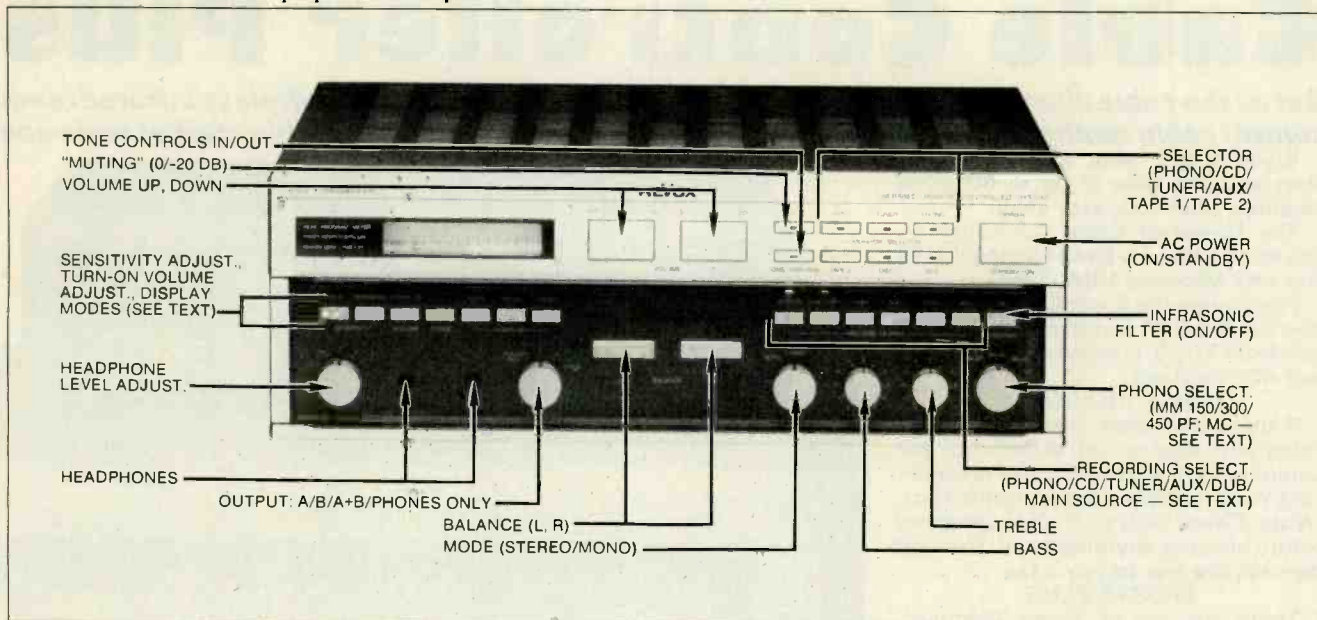 TONE CONTROLS IN/OUT
"MUTING" (0/-20 DB)
VOLUME UP, DOWN
SENSITIVITY ADJUST.,
TURN-ON VOLUME
ADJUST., DISPLAY
MODES (SEE TEXT)
HEADPHONE
LEVEL ADJUST.
HEADPHONES
OUTPUT: A/B/A+B/PHONES ONLY
BALANCE (L, R)
MODE (STEREO/MONO)
REVOX
SELECTOR
(PHONO/CD/
TUNER/AUX/
TAPE 1/TAPE 2)
AC POWER
(ON/STANDBY)
INFRASONIC
FILTER (ON/OFF)
PHONO SELECT.
(MM 150/300/
450 PF; MC —
SEE TEXT)
RECORDING SELECT.
(PHONO/CD/TUNER/AUX/DUB/
MAIN SOURCE — SEE TEXT)
TREBLE
BASS